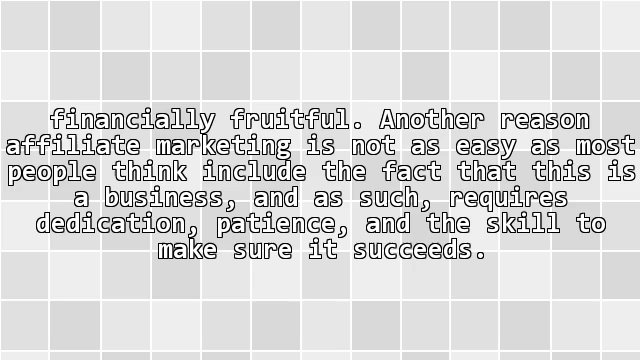 financially fruitful. Another reason
affiliate marketing is not as easy as most
people think include the fact that this is
a business, and as such, requires
dedication, patience, and the skill to
make sure it succeeds.